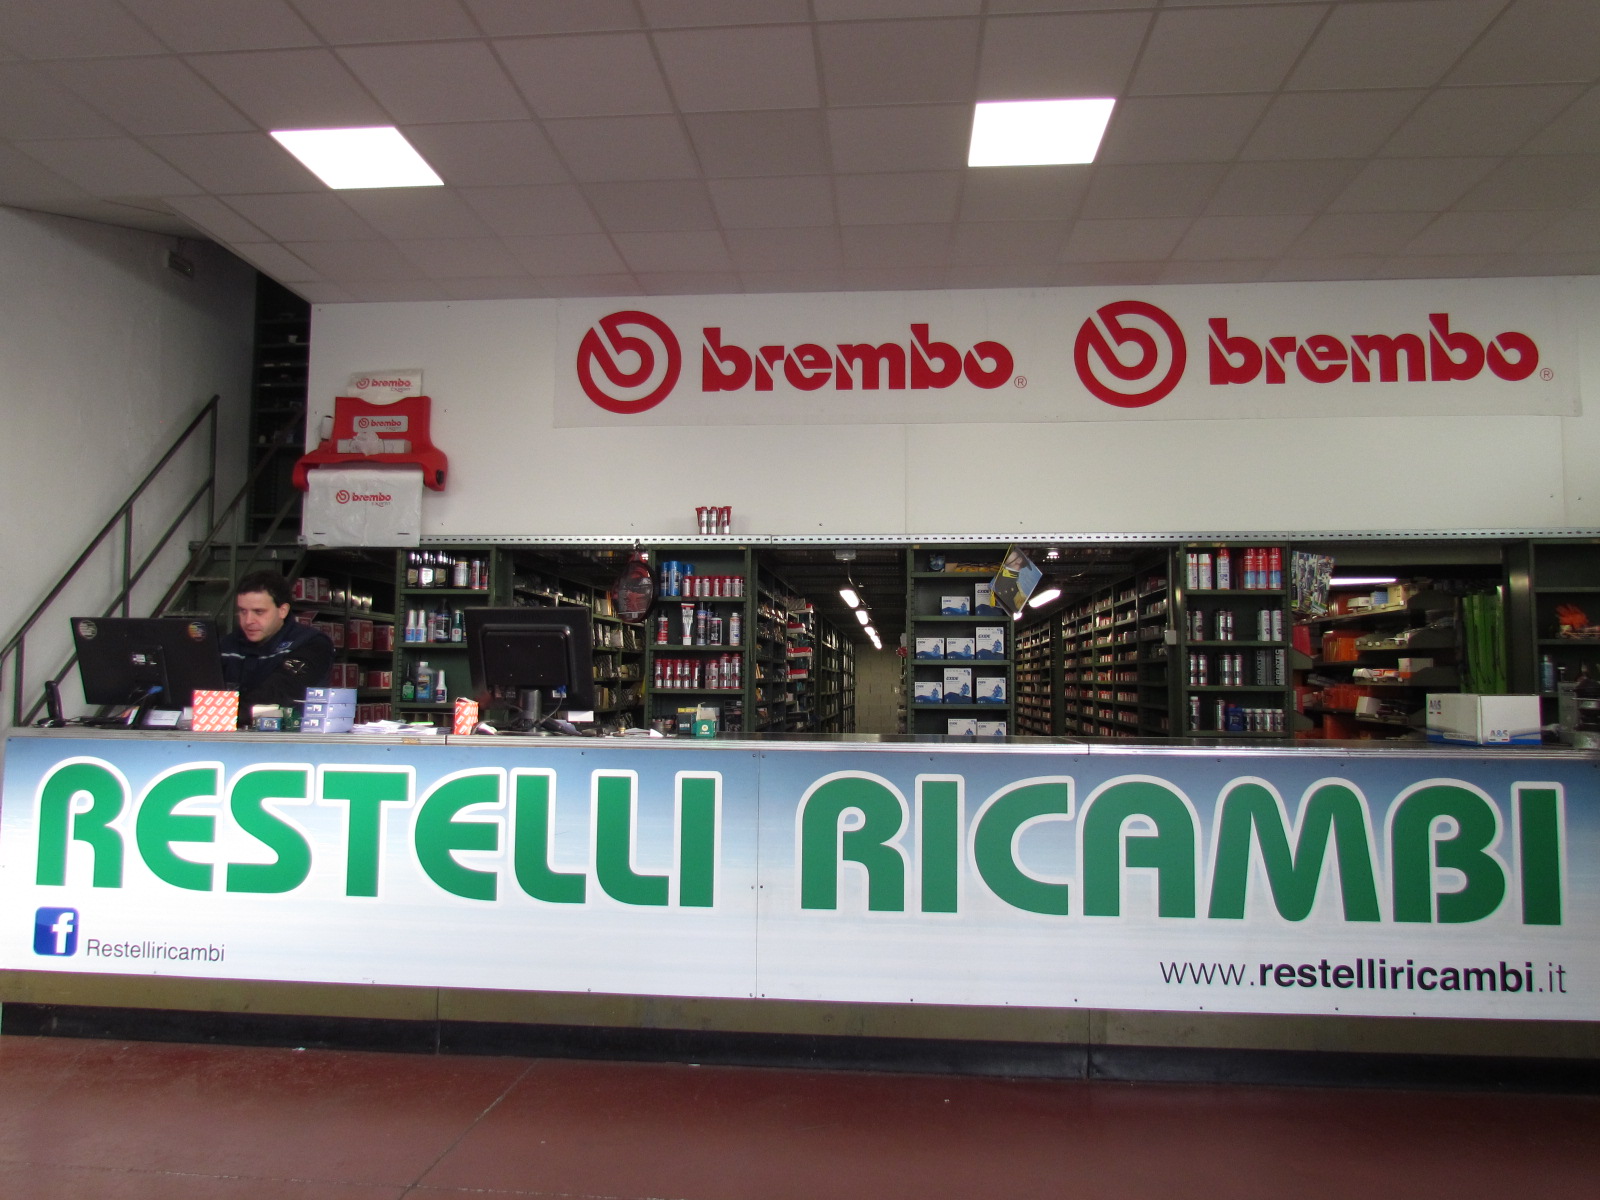 brembo® brembo®
brembo
brembo
brembo
RESTELLI RICAMBI
Restelliricambi
www.restelliricambi.it